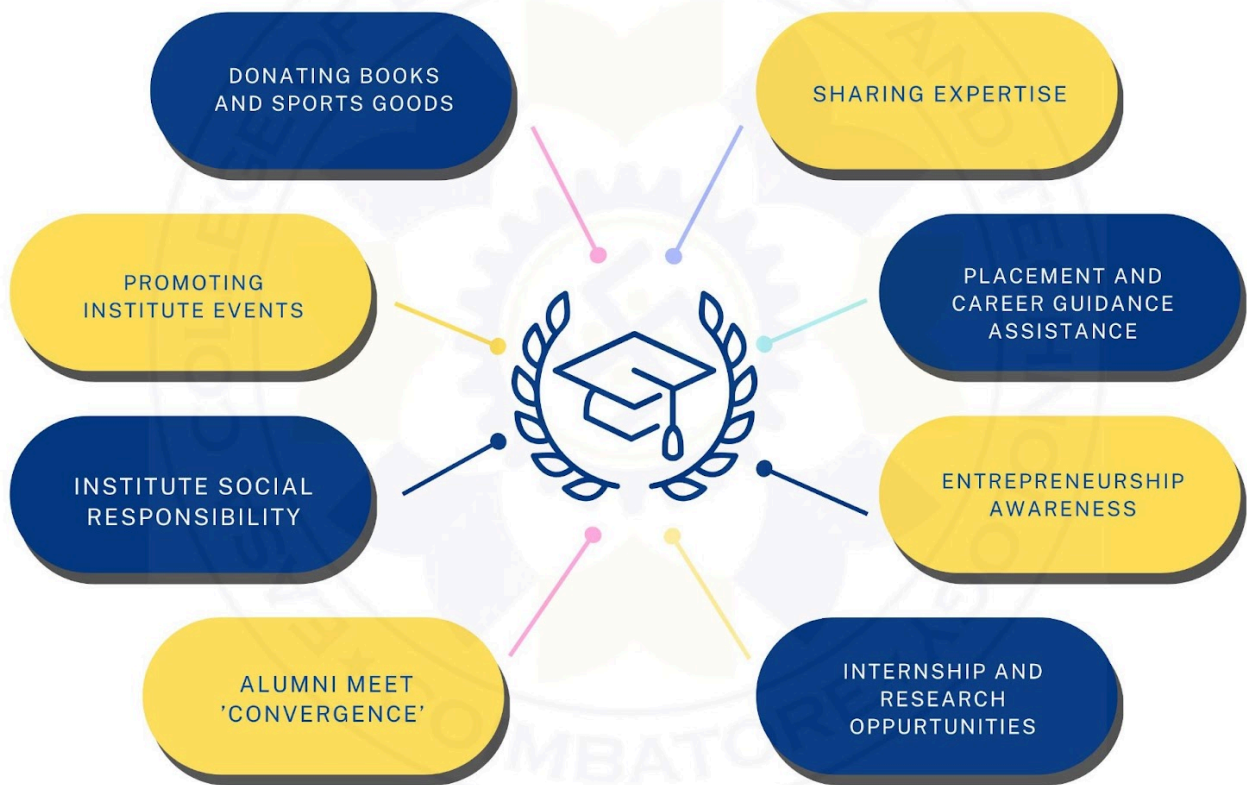 DONATING BOOKS
AND SPORTS GOODS
SHARING EXPERTISE
PROMOTING
INSTITUTE EVENTS
PLACEMENT AND
CAREER GUIDANCE
ASSISTANCE
INSTITUTE SOCIAL
RESPONSIBILITY
ENTREPRENEURSHIP
AWARENESS
ALUMNI MEET
'CONVERGENCE'
INTERNSHIP AND
RESEARCH
OPPURTUNITIES